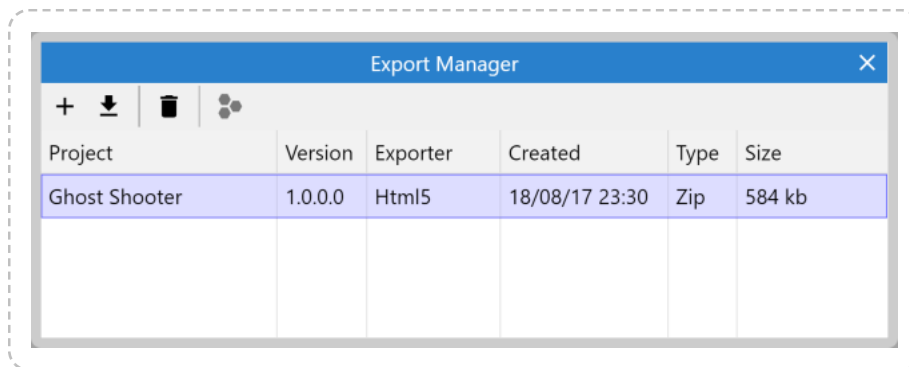 Export Manager
Project Version Exporter Created Type Size
Ghost Shooter 1.0.0.0 Html5 18/08/17 23:30 Zip 584 kb